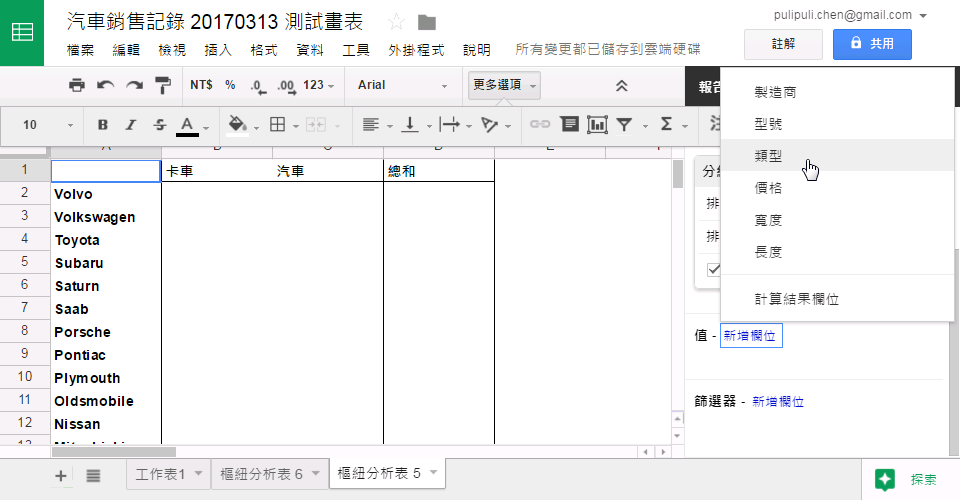 汽車銷售記錄 20170313 測試畫表
pulipuli.chen@gmail.com
檔案 編輯 檢視 插入 格式 資料 工具 外掛程式 說明 所有變更都已儲存到雲端硬碟
註解 共用
NT$ % .0 .00 123 Arial 更多選項 報告
10 B I S A Σ 注
製造商
型號
類型
價格
寬度
長度
計算結果欄位
A B C D E F
1 卡車 汽車 總和
2 Volvo
3 Volkswagen
4 Toyota
5 Subaru
6 Saturn
7 Saab
8 Porsche
9 Pontiac
10 Plymouth
11 Oldsmobile
12 Nissan
13 Mitsubishi
排
排
值 - 新增欄位
篩選器 - 新增欄位
工作表1 樞紐分析表 6 樞紐分析表 5 探索